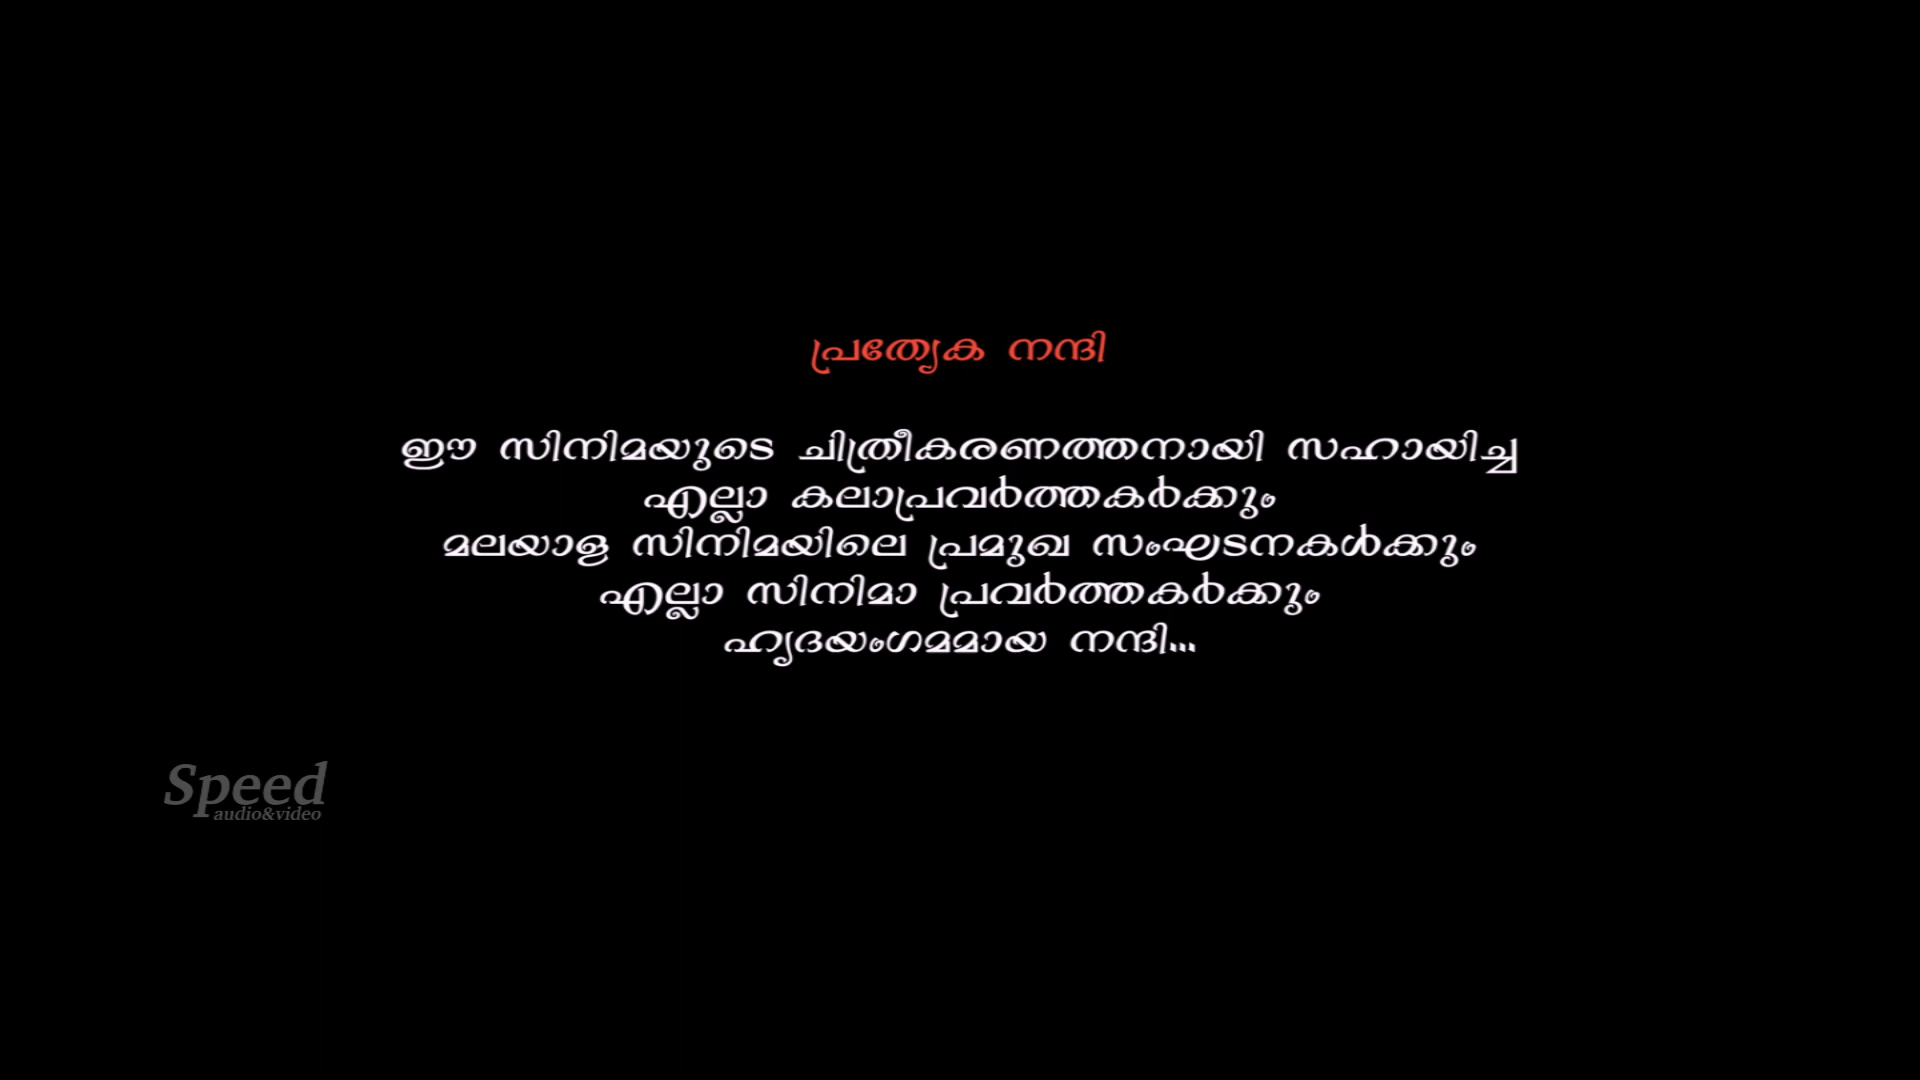 പ്രത്യേക നന്ദി
ഈ സിനിമയുടെ ചിത്രീകരണത്തനായി സഹായിച്ച
എല്ലാ കലാപ്രവർത്തകർക്കും
മലയാള സിനിമയിലെ പ്രമുഖ സംഘടനകൾക്കും
എല്ലാ സിനിമാ പ്രവർത്തകർക്കും
ഹൃദയംഗമമായ നന്ദി...
Speed
audio&video